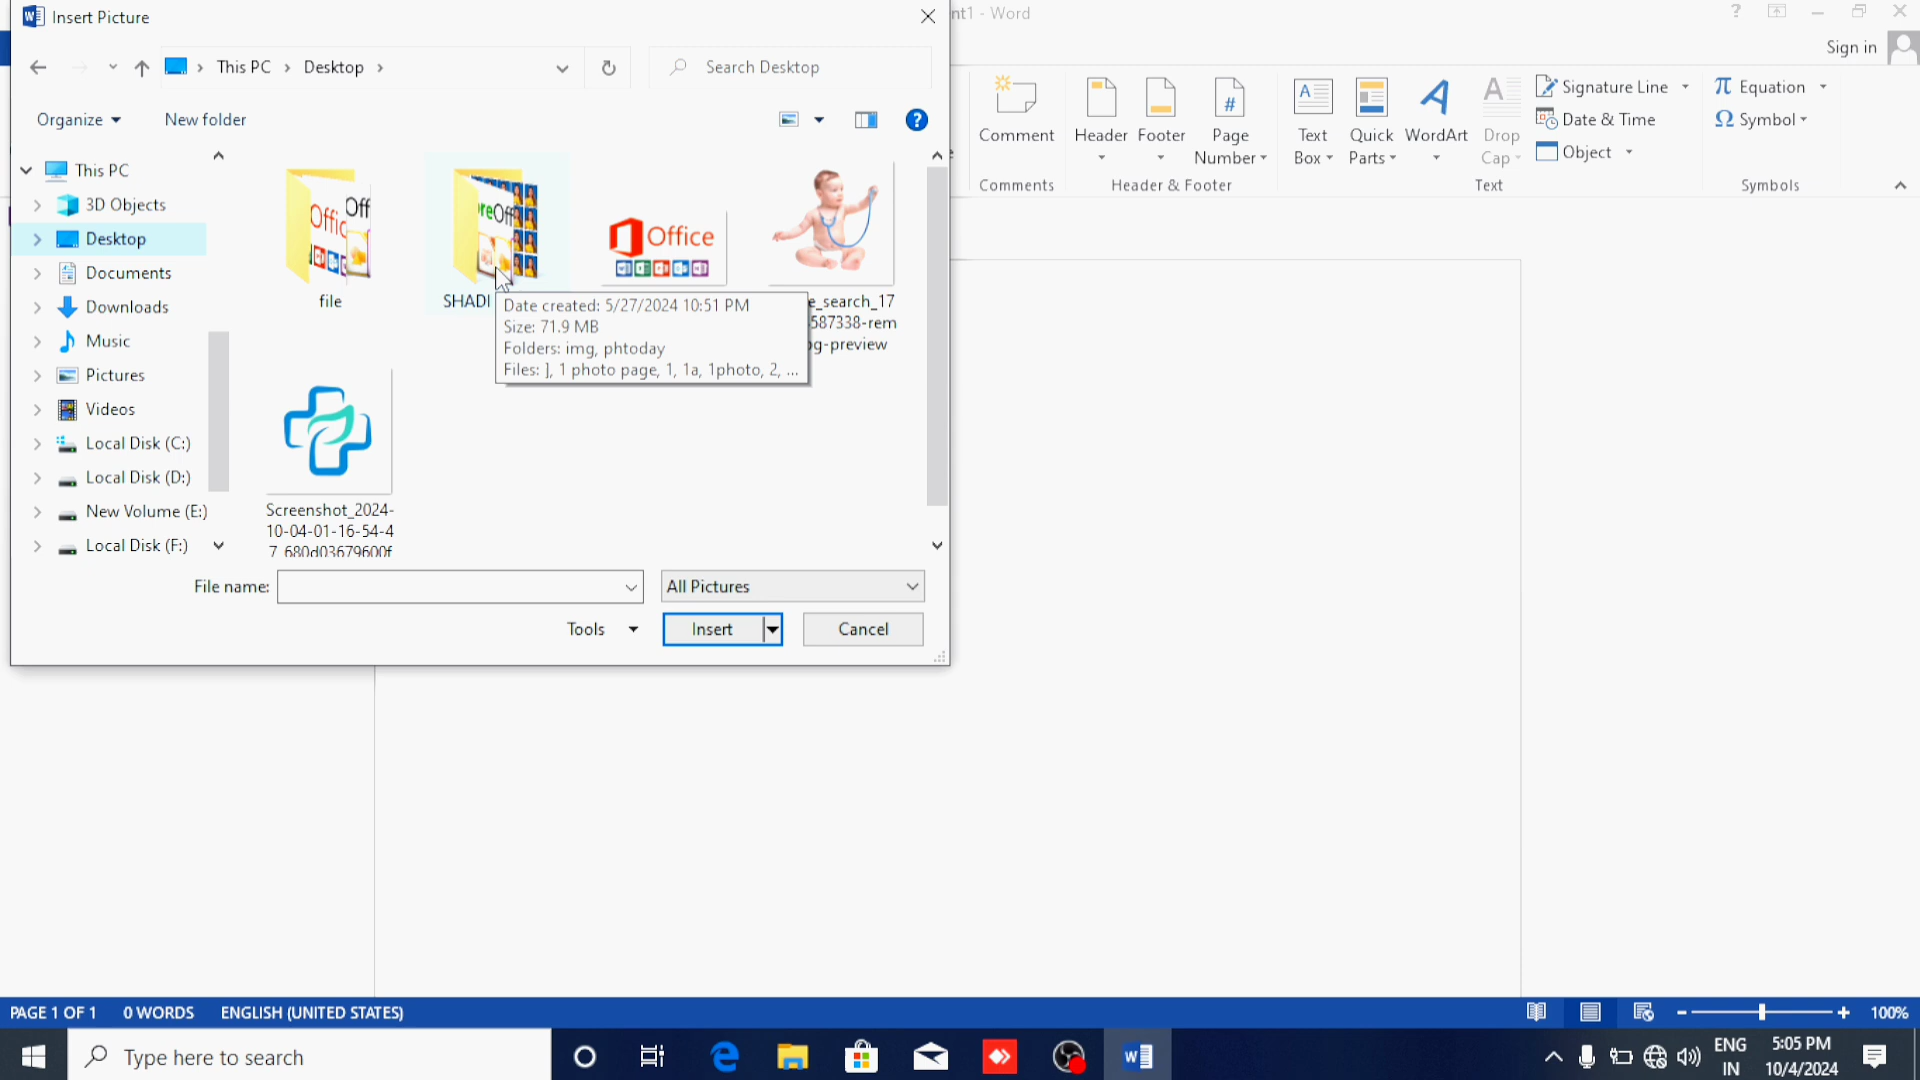 Insert Picture
nt1 - Word
?
Sign in
This PC
Desktop
Search Desktop
Organize
New folder
This PC
3D Objects
Desktop
Documents
Downloads
Music
Pictures
Videos
Local Disk (C:)
Local Disk (D:)
New Volume (E:)
Local Disk (F:)
file
SHADI
Office
e_search_17
587338-rem
g-preview
Date created: 5/27/2024 10:51 PM
Size: 71.9 MB
Folders: img, phtoday
Files: ], 1 photo page, 1, 1a, 1photo, 2, ...
Screenshot_2024-
10-04-01-16-54-4
7_680d03679600f
File name:
All Pictures
Tools
Insert
Cancel
Comment
Comments
Header
Footer
Page
Number
Header & Footer
Text
Box
Quick
Parts
WordArt
Drop
Cap
Signature Line
Date & Time
Object
Text
Equation
Symbol
Symbols
PAGE 1 OF 1
0 WORDS
ENGLISH (UNITED STATES)
100%
Type here to search
ENG
IN
5:05 PM
10/4/2024